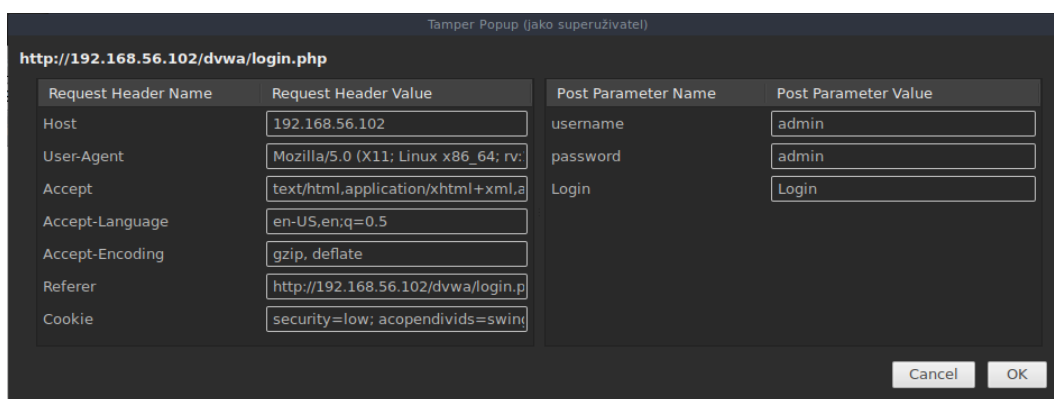 Tamper Popup (jako superuživatel)
http://192.168.56.102/dvwa/login.php
Request Header Name Request Header Value
Host 192.168.56.102
User-Agent Mozilla/5.0 (X11; Linux x86_64; rv:
Accept text/html,application/xhtml+xml,a
Accept-Language en-US,en;q=0.5
Accept-Encoding gzip, deflate
Referer http://192.168.56.102/dvwa/login.p
Cookie security=low; acopendivids=swing
Post Parameter Name Post Parameter Value
username admin
password admin
Login Login
Cancel OK